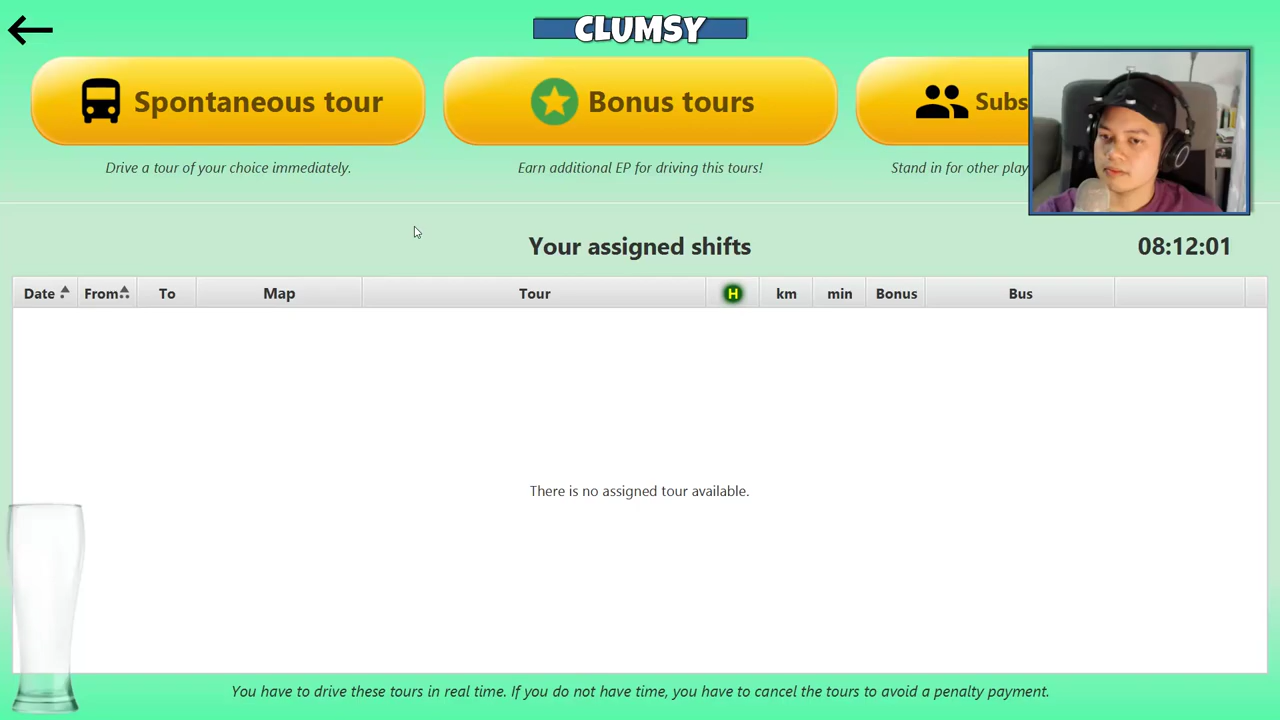 CLUMSY
Spontaneous tour
Bonus tours
Subs
Drive a tour of your choice immediately.
Earn additional EP for driving this tours!
Stand in for other play
Your assigned shifts
08:12:01
Date From To Map Tour H km min Bonus Bus
There is no assigned tour available.
You have to drive these tours in real time. If you do not have time, you have to cancel the tours to avoid a penalty payment.